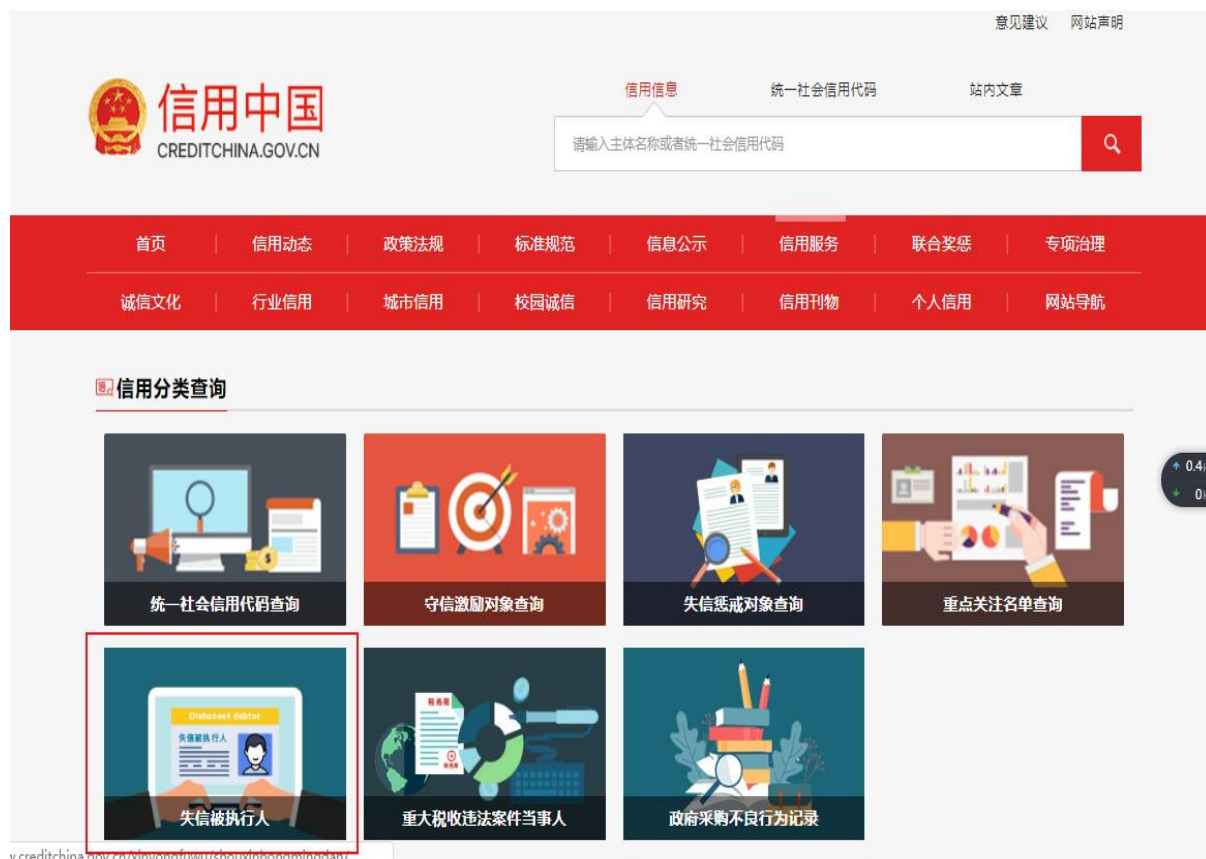 意见建议 网站声明
信用中国
CREDITCHINA.GOV.CN
信用信息 统一社会信用代码 站内文章
请输入主体名称或者统一社会信用代码
首页 信用动态 政策法规 标准规范 信息公示 信用服务 联合奖惩 专项治理
诚信文化 行业信用 城市信用 校园诚信 信用研究 信用刊物 个人信用 网站导航
信用分类查询
统一社会信用代码查询 守信激励对象查询 失信惩戒对象查询 重点关注名单查询
0.4
0
Dishonest debtor
失信被执行人
税务局
失信被执行人 重大税收违法案件当事人 政府采购不良行为记录